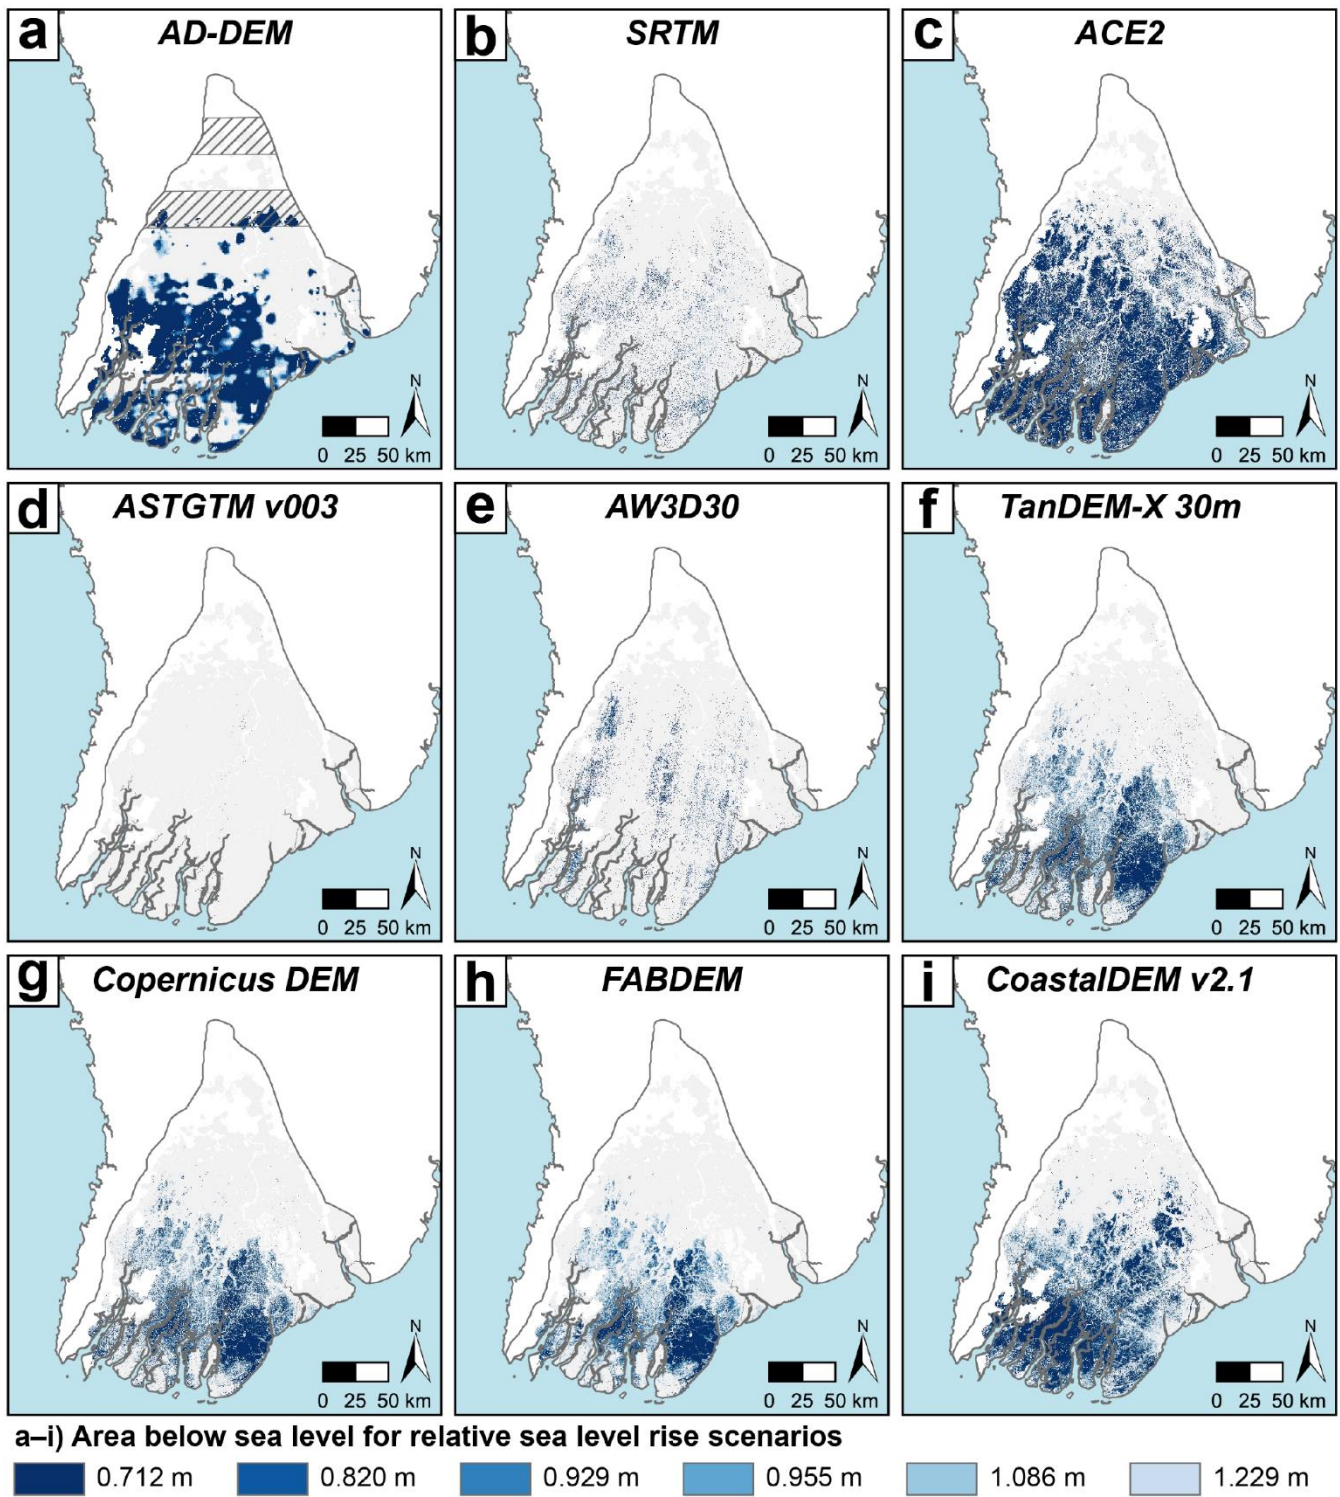 a AD-DEM
N
0 25 50 km
b SRTM
N
0 25 50 km
c ACE2
N
0 25 50 km
d ASTGTM v003
N
0 25 50 km
e AW3D30
N
0 25 50 km
f TanDEM-X 30m
N
0 25 50 km
g Copernicus DEM
N
0 25 50 km
h FABDEM
N
0 25 50 km
i CoastalDEM v2.1
N
0 25 50 km
a–i) Area below sea level for relative sea level rise scenarios
0.712 m 0.820 m 0.929 m 0.955 m 1.086 m 1.229 m